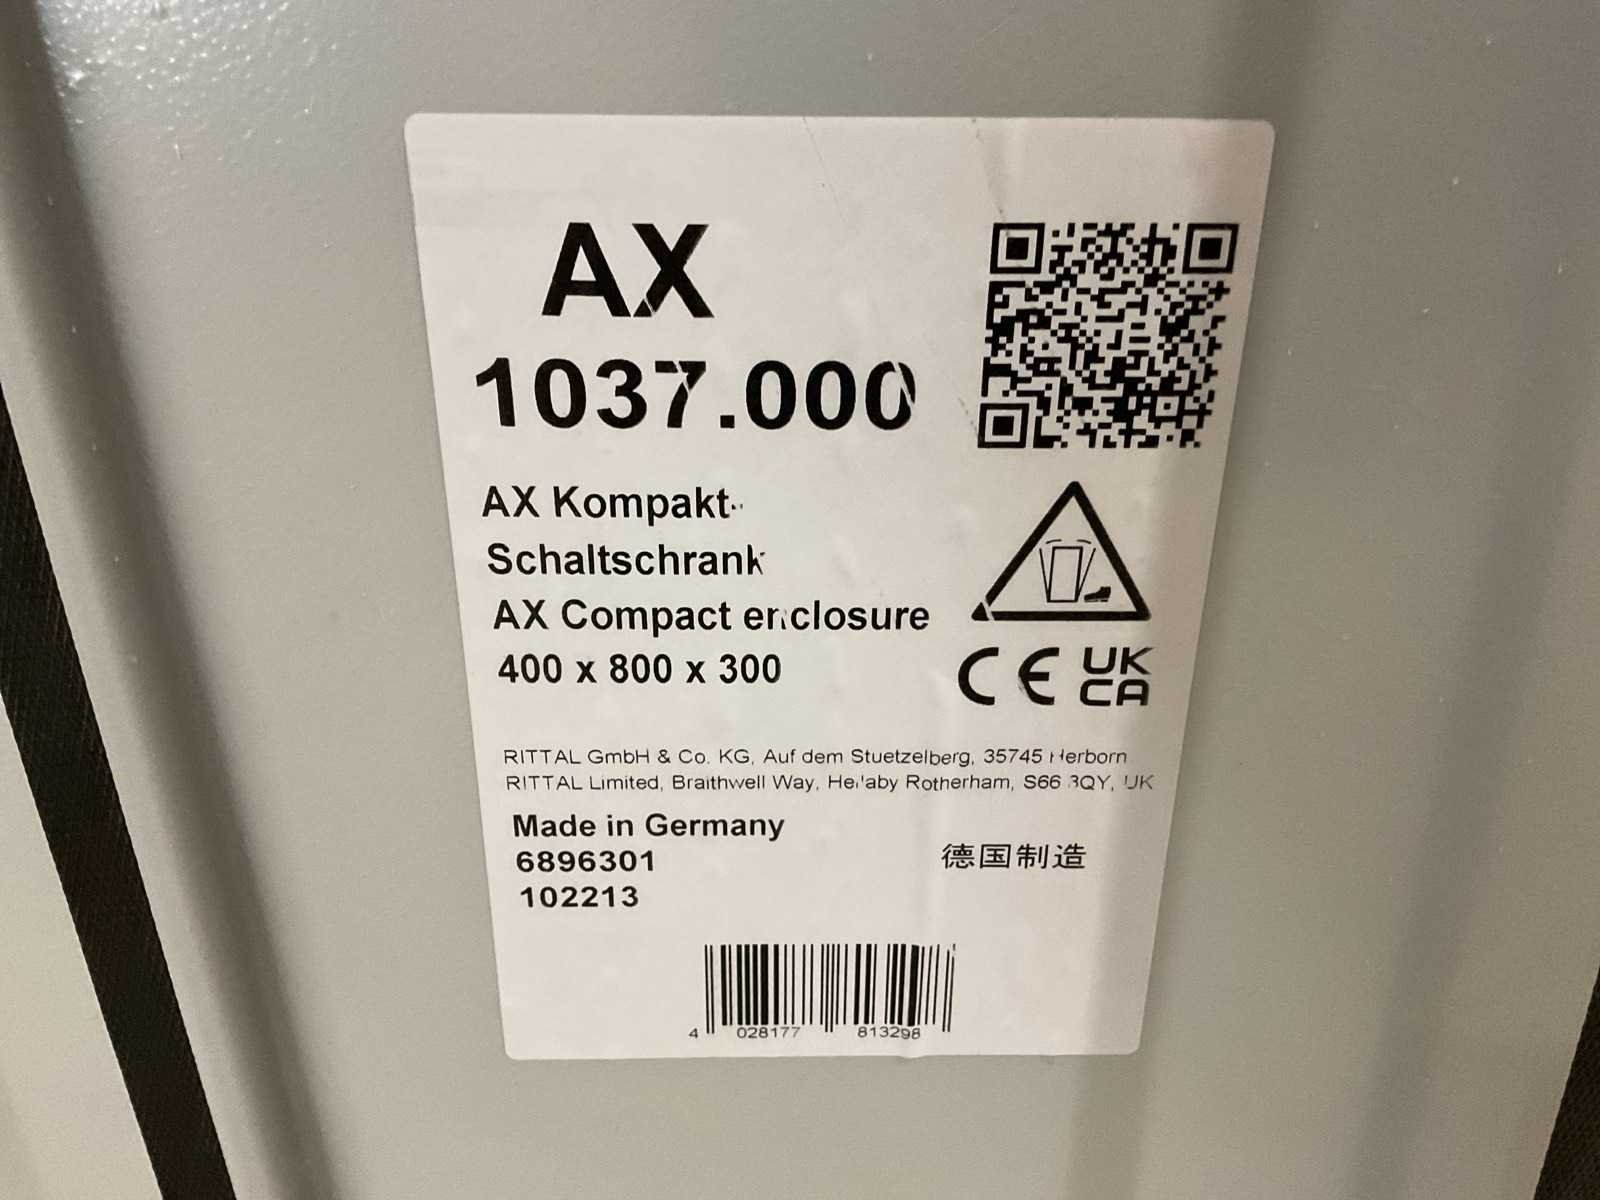 AX
1037.000
AX Kompakt-
Schaltschrank
AX Compact enclosure
400 x 800 x 300
CE UK
CA
RITTAL GmbH & Co. KG, Auf dem Stuetzelberg, 35745 Herborn
RITTAL Limited, Braithwell Way, Hellaby Rotherham, S66 8QY, UK
Made in Germany
6896301
德国制造
102213
4 028177 813298